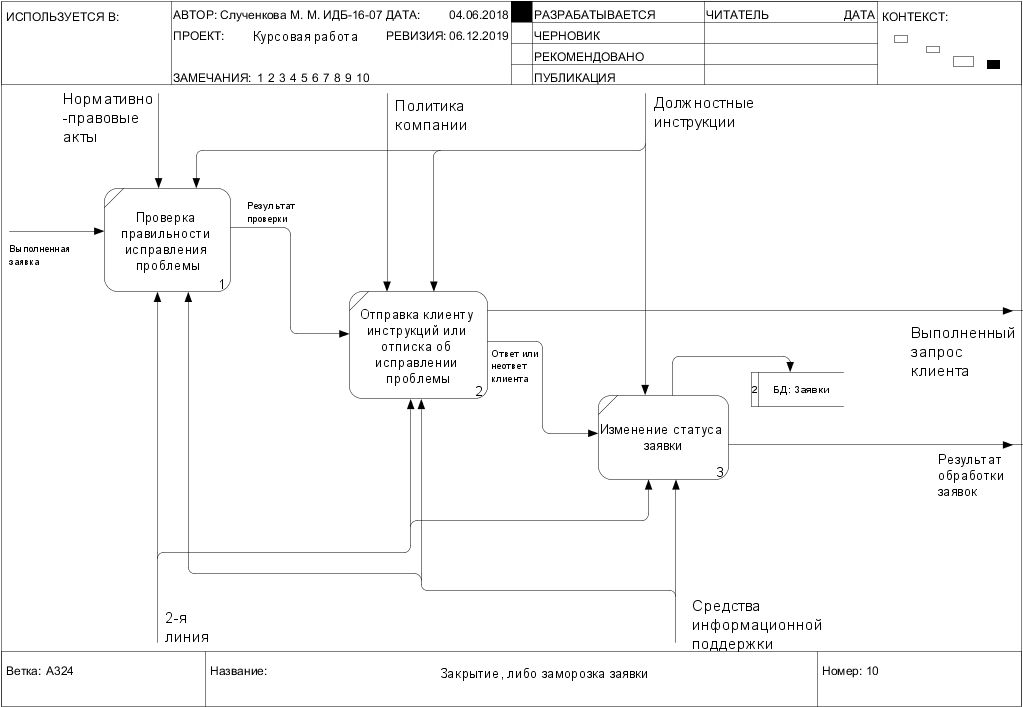 ИСПОЛЬЗУЕТСЯ В:
АВТОР: Слученкова М. М. ИДБ-16-07 ДАТА: 04.06.2018
ПРОЕКТ: Курсовая работа РЕВИЗИЯ: 06.12.2019
ЗАМЕЧАНИЯ: 1 2 3 4 5 6 7 8 9 10
РАЗРАБАТЫВАЕТСЯ
ЧЕРНОВИК
РЕКОМЕНДОВАНО
ПУБЛИКАЦИЯ
ЧИТАТЕЛЬ ДАТА
КОНТЕКСТ:
Нормативно
-правовые
акты
Политика
компании
Должностные
инструкции
Выполненная
заявка
Проверка
правильности
исправления
проблемы
1
Результат
проверки
Отправка клиенту
инструкций или
отписка об
исправлении
проблемы
2
Ответ или
неответ
клиента
Выполненный
запрос
клиента
2 БД: Заявки
Изменение статуса
заявки
3
Результат
обработки
заявок
2-я
линия
Средства
информационной
поддержки
Ветка: A324
Название:
Закрытие, либо заморозка заявки
Номер: 10